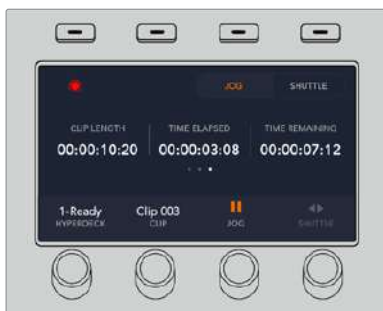 JOG SHUTTLE
CLIP LENGTH TIME ELAPSED TIME REMAINING
00:00:10:20 00:00:03:08 00:00:07:12
1-Ready Clip 003
HYPERDECK CLIP JOG SHUTTLE